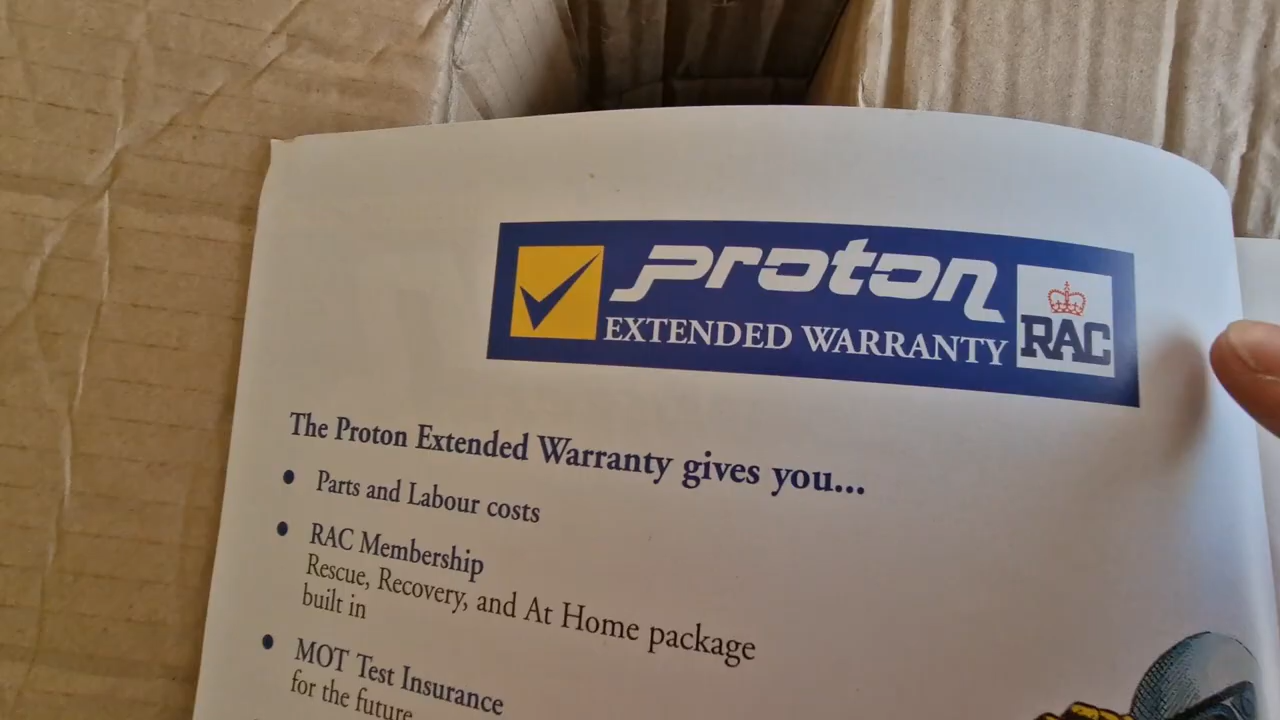 proton
EXTENDED WARRANTY
RAC
The Proton Extended Warranty gives you...
• Parts and Labour costs
• RAC Membership
Rescue, Recovery, and At Home package
built in
• MOT Test Insurance
for the future